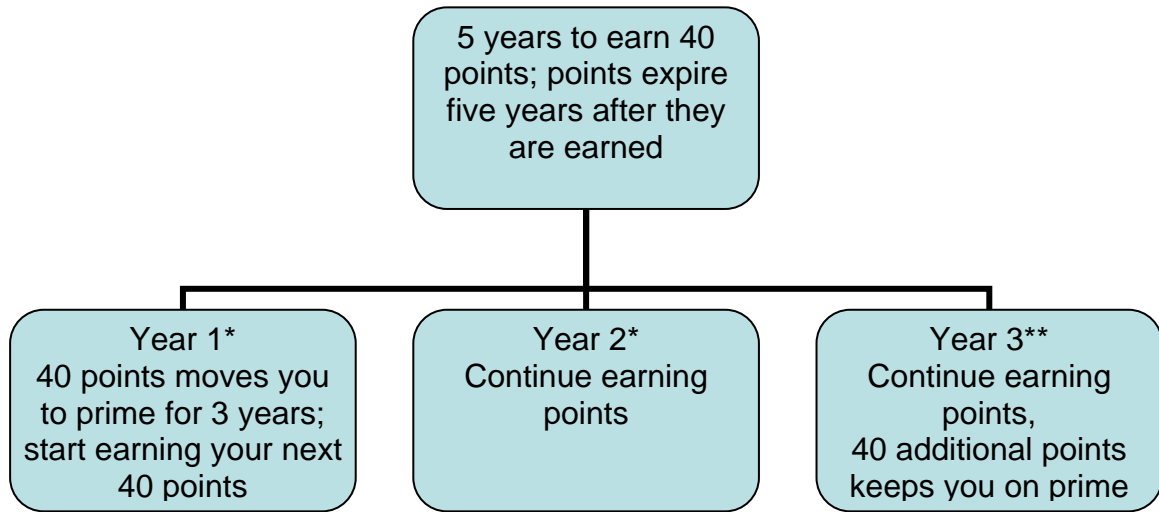 5 years to earn 40
points; points expire
five years after they
are earned
Year 1*
40 points moves you
to prime for 3 years;
start earning your next
40 points
Year 2*
Continue earning
points
Year 3**
Continue earning
points,
40 additional points
keeps you on prime